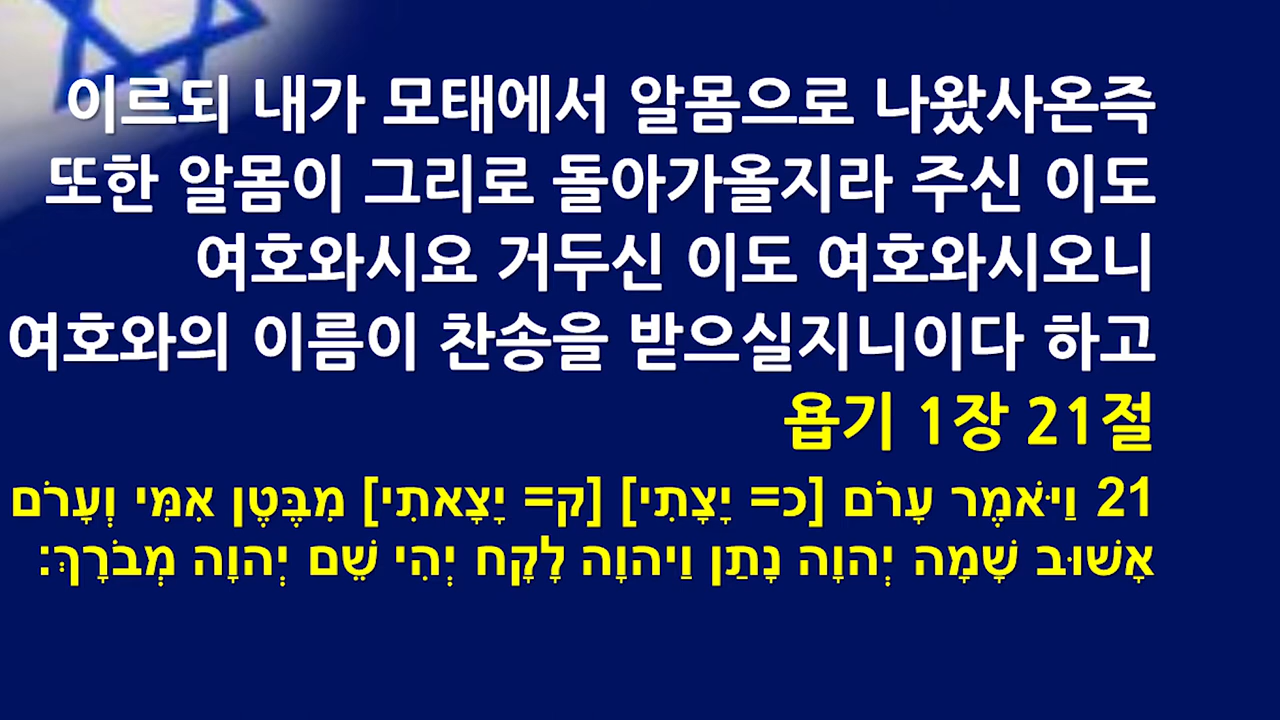 이르되 내가 모태에서 알몸으로 나왔사온즉
또한 알몸이 그리로 돌아가올지라 주신 이도
여호와시요 거두신 이도 여호와시오니
여호와의 이름이 찬송을 받으실지니이다 하고
욥기 1장 21절
21 וַיֹּאמֶר עָרֹם [כ= יָצָתִי] [ק= יָצָאתִי] מִבֶּטֶן אִמִּי וְעָרֹם
אָשׁוּב שָׁמָה יְהוָה נָתַן וַיהוָה לָקָח יְהִי שֵׁם יְהוָה מְבֹרָךְ׃